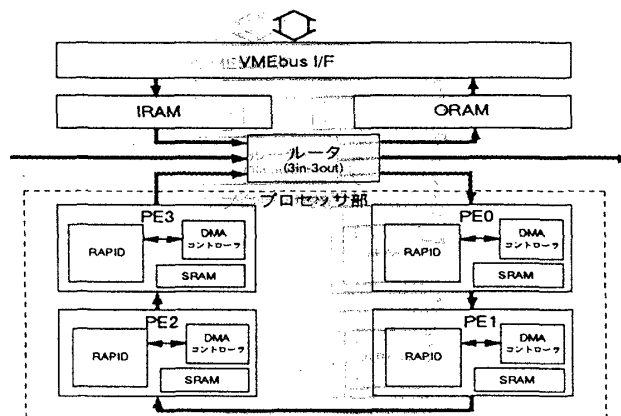 VMEbus I/F
IRAM
ORAM
ルータ
(3in-3out)
プロセッサ部
PE3
RAPID
DMA
コントローラ
SRAM
PE0
RAPID
DMA
コントローラ
SRAM
PE2
RAPID
DMA
コントローラ
SRAM
PE1
RAPID
DMA
コントローラ
SRAM